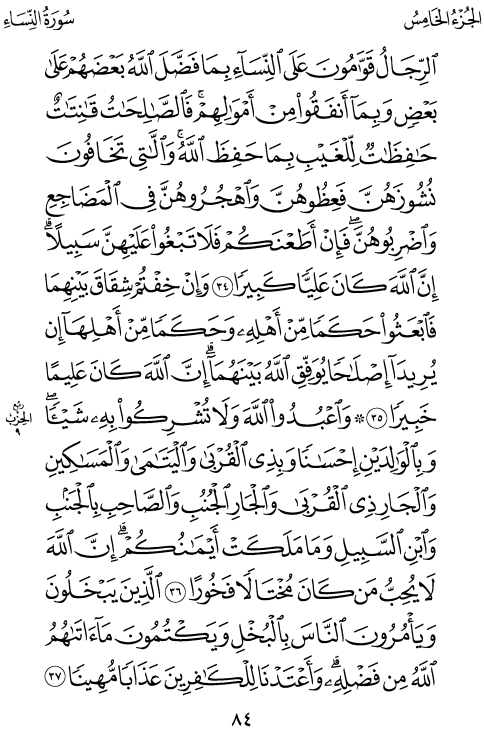 الجُزْءُ الخَامِسُ
سُورَةُ النِّسَاءِ
ٱلرِّجَالُ قَوَّٰمُونَ عَلَى ٱلنِّسَآءِ بِمَا فَضَّلَ ٱللَّهُ بَعْضَهُمْ عَلَىٰ
بَعْضٍ وَبِمَآ أَنفَقُوا۟ مِنْ أَمْوَٰلِهِمْ ۚ فَٱلصَّٰلِحَٰتُ قَٰنِتَٰتٌ
حَٰفِظَٰتٌ لِّلْغَيْبِ بِمَا حَفِظَ ٱللَّهُ ۚ وَٱلَّٰتِى تَخَافُونَ
نُشُوزَهُنَّ فَعِظُوهُنَّ وَٱهْجُرُوهُنَّ فِى ٱلْمَضَاجِعِ
وَٱضْرِبُوهُنَّ ۖ فَإِنْ أَطَعْنَكُمْ فَلَا تَبْغُوا۟ عَلَيْهِنَّ سَبِيلًا ۗ
إِنَّ ٱللَّهَ كَانَ عَلِيًّا كَبِيرًا ٣٤ وَإِنْ خِفْتُمْ شِقَاقَ بَيْنِهِمَا
فَٱبْعَثُوا۟ حَكَمًا مِّنْ أَهْلِهِۦ وَحَكَمًا مِّنْ أَهْلِهَآ إِن
يُرِيدَآ إِصْلَٰحًا يُوَفِّقِ ٱللَّهُ بَيْنَهُمَآ ۗ إِنَّ ٱللَّهَ كَانَ عَلِيمًا
خَبِيرًا ٣٥ ۞ وَٱعْبُدُوا۟ ٱللَّهَ وَلَا تُشْرِكُوا۟ بِهِۦ شَيْـًٔا ۖ
رُبْعُ
الحِزْبِ
٩
وَبِٱلْوَٰلِدَيْنِ إِحْسَٰنًا وَبِذِى ٱلْقُرْبَىٰ وَٱلْيَتَٰمَىٰ وَٱلْمَسَٰكِينِ
وَٱلْجَارِ ذِى ٱلْقُرْبَىٰ وَٱلْجَارِ ٱلْجُنُبِ وَٱلصَّاحِبِ بِٱلْجَنۢبِ
وَٱبْنِ ٱلسَّبِيلِ وَمَا مَلَكَتْ أَيْمَٰنُكُمْ ۗ إِنَّ ٱللَّهَ
لَا يُحِبُّ مَن كَانَ مُخْتَالًا فَخُورًا ٣٦ ٱلَّذِينَ يَبْخَلُونَ
وَيَأْمُرُونَ ٱلنَّاسَ بِٱلْبُخْلِ وَيَكْتُمُونَ مَآ ءَاتَىٰهُمُ
ٱللَّهُ مِن فَضْلِهِۦ ۗ وَأَعْتَدْنَا لِلْكَٰفِرِينَ عَذَابًا مُّهِينًا ٣٧
٨٤